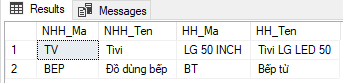 Results Messages
NHH_Ma NHH_Ten HH_Ma HH_Ten
1 TV Tivi LG 50 INCH Tivi LG LED 50
2 BEP Đồ dùng bếp BT Bếp từ